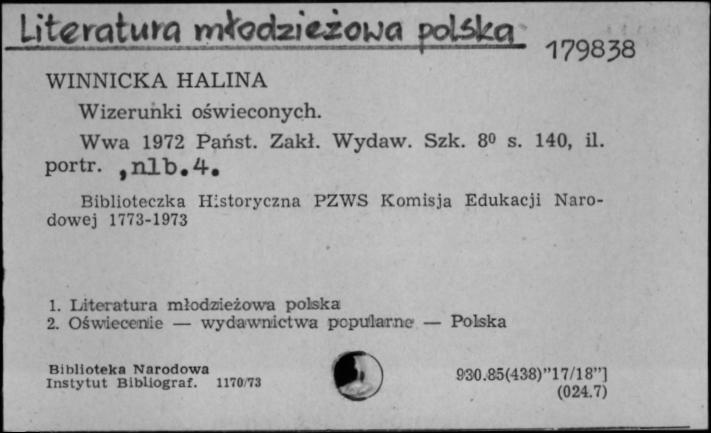 Literatura młodzieżowa polska
179838
WINNICKA HALINA
Wizerunki oświeconych.
Wwa 1972 Państ. Zakł. Wydaw. Szk. 8⁰ s. 140, il.
portr. ,nlb.4.
Biblioteczka Historyczna PZWS Komisja Edukacji Naro-
dowej 1773-1973
1. Literatura młodzieżowa polska
2. Oświecenie — wydawnictwa popularne — Polska
Biblioteka Narodowa
Instytut Bibliograf. 1170/73
930.85(438)"17/18"]
(024.7)